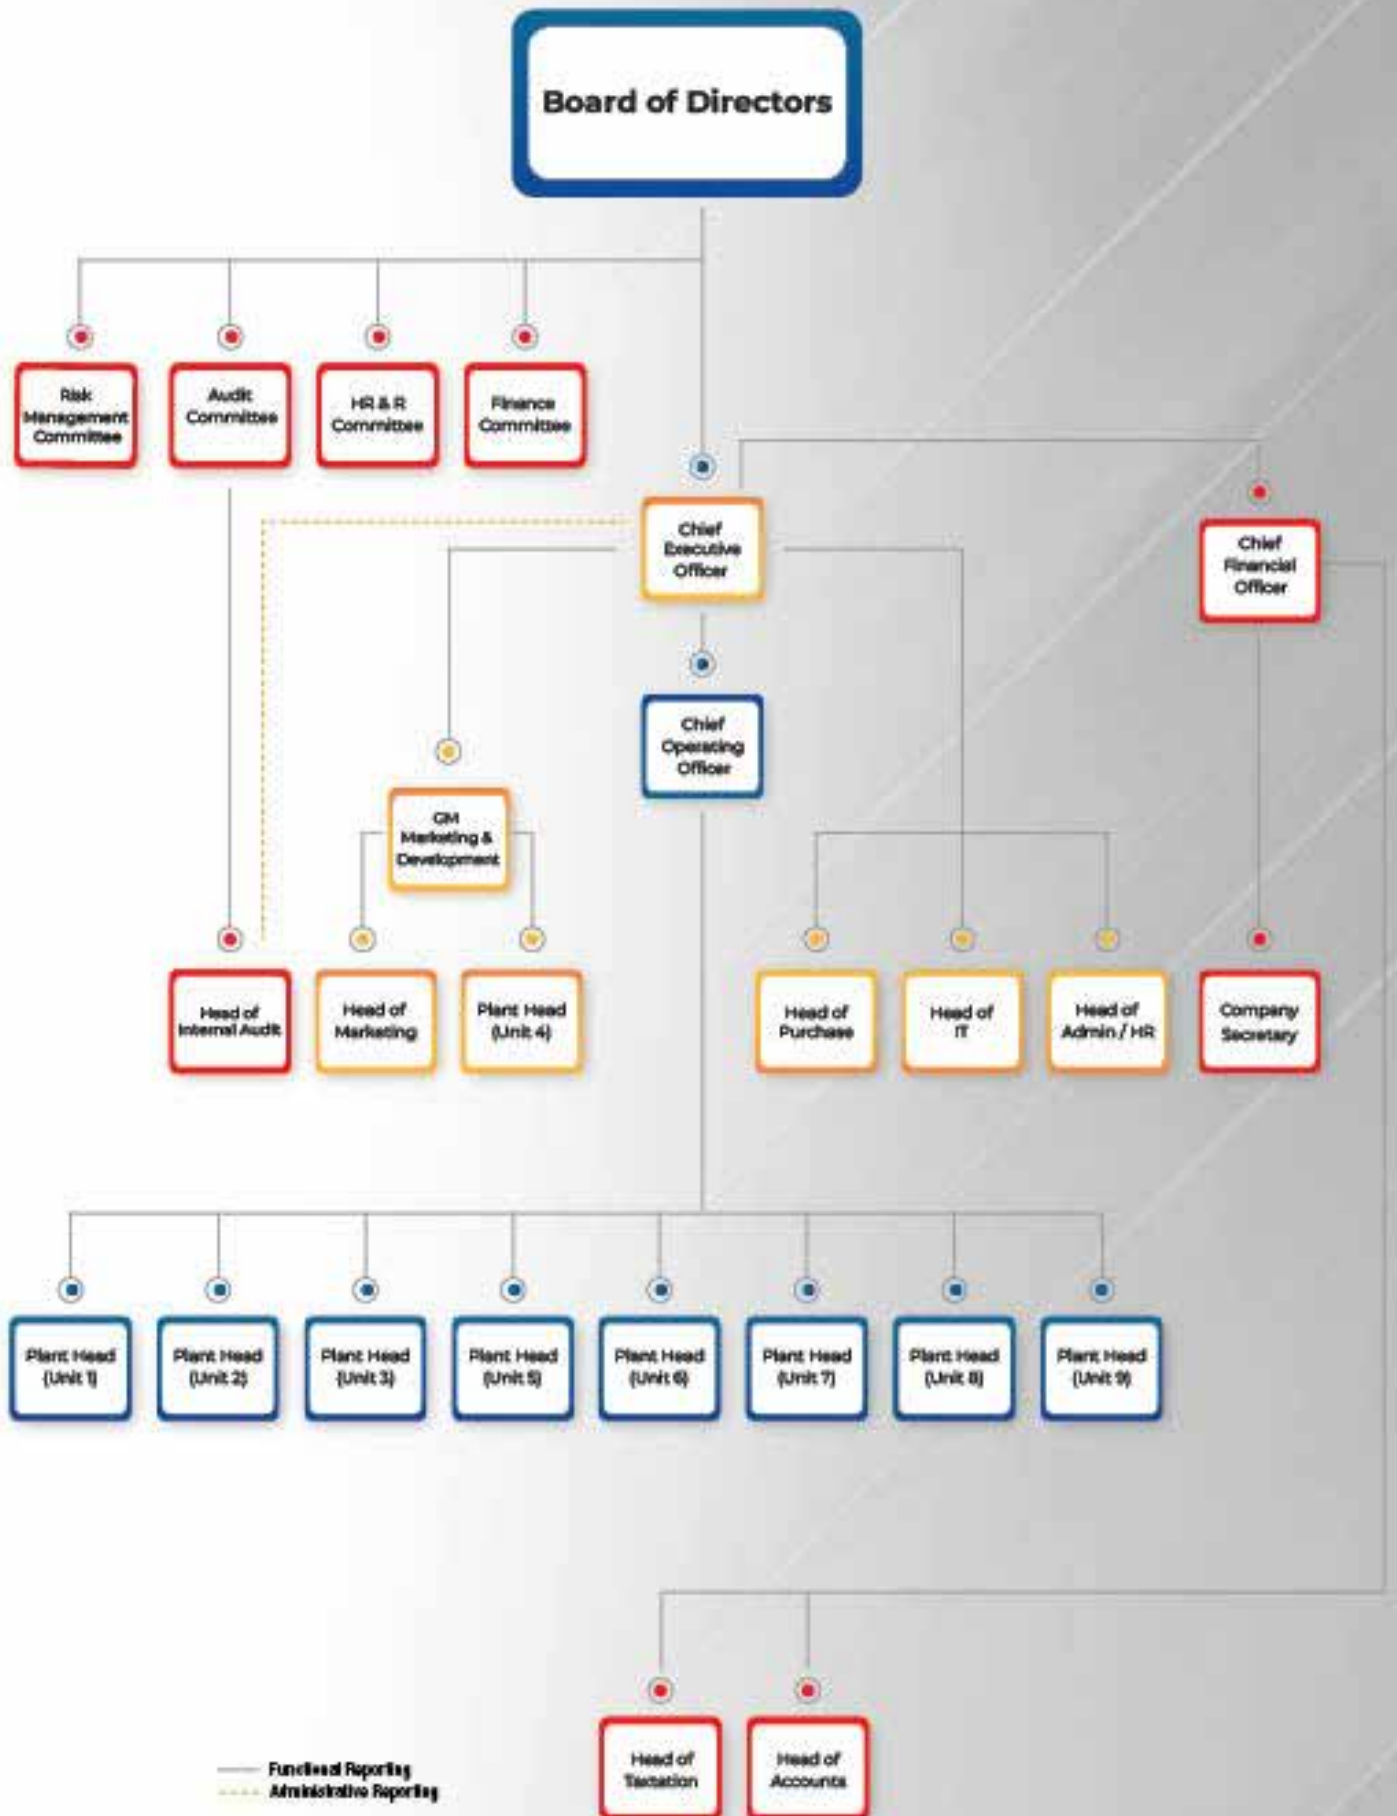 Board of Directors
Risk
Management
Committee
Audit
Committee
HR & R
Committee
Finance
Committee
Chief
Executive
Officer
Chief
Financial
Officer
Chief
Operating
Officer
GM
Marketing &
Development
Head of
Internal Audit
Head of
Marketing
Plant Head
(Unit 4)
Head of
Purchase
Head of
IT
Head of
Admin / HR
Company
Secretary
Plant Head
(Unit 1)
Plant Head
(Unit 2)
Plant Head
(Unit 3)
Plant Head
(Unit 5)
Plant Head
(Unit 6)
Plant Head
(Unit 7)
Plant Head
(Unit 8)
Plant Head
(Unit 9)
Head of
Taxation
Head of
Accounts
Functional Reporting
Administrative Reporting